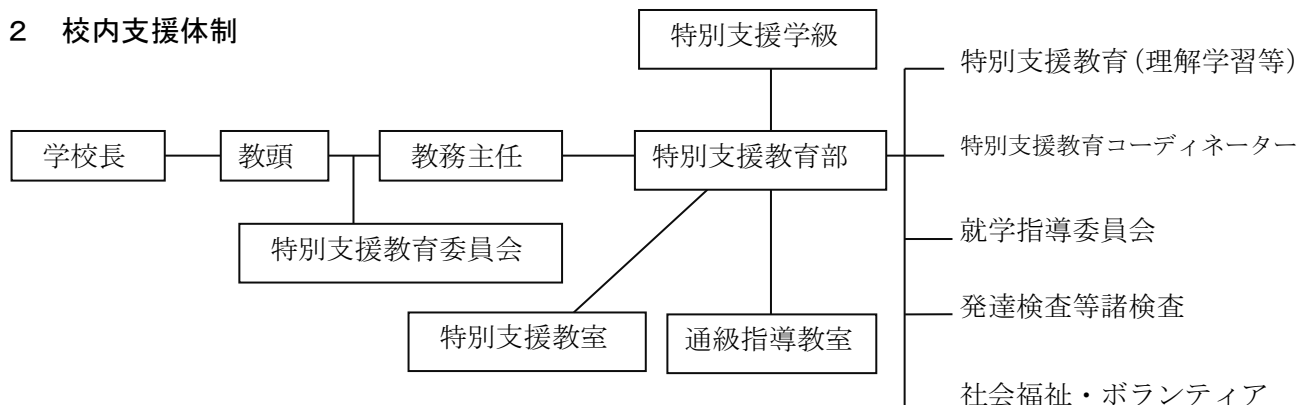 ２　校内支援体制
特別支援学級
特別支援教育(理解学習等)
学校長
教頭
教務主任
特別支援教育部
特別支援教育コーディネーター
特別支援教育委員会
就学指導委員会
発達検査等諸検査
特別支援教室
通級指導教室
社会福祉・ボランティア